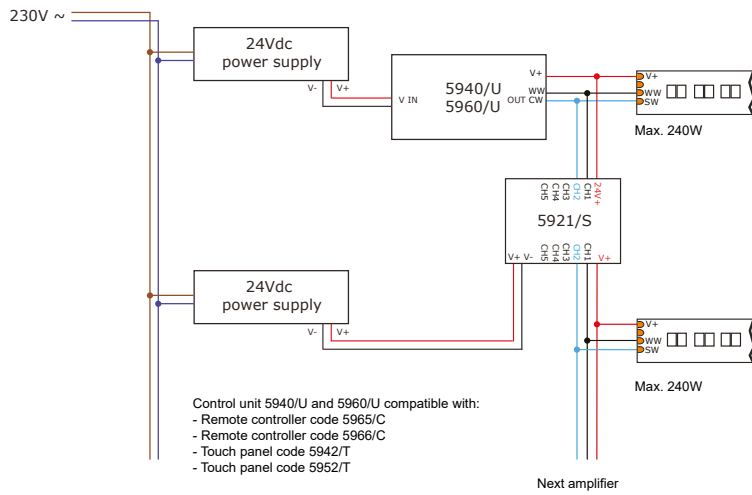 230V ~
24Vdc
power supply
V- V+
V IN
5940/U
5960/U
V+
WW
OUT CW
V+
WW
SW
Max. 240W
CH5
CH4
CH3
CH2
CH1
24V+
5921/S
V+ V-
CH5
CH4
CH3
CH2
CH1
V+
24Vdc
power supply
V- V+
V+
WW
SW
Max. 240W
Control unit 5940/U and 5960/U compatible with:
- Remote controller code 5965/C
- Remote controller code 5966/C
- Touch panel code 5942/T
- Touch panel code 5952/T
Next amplifier